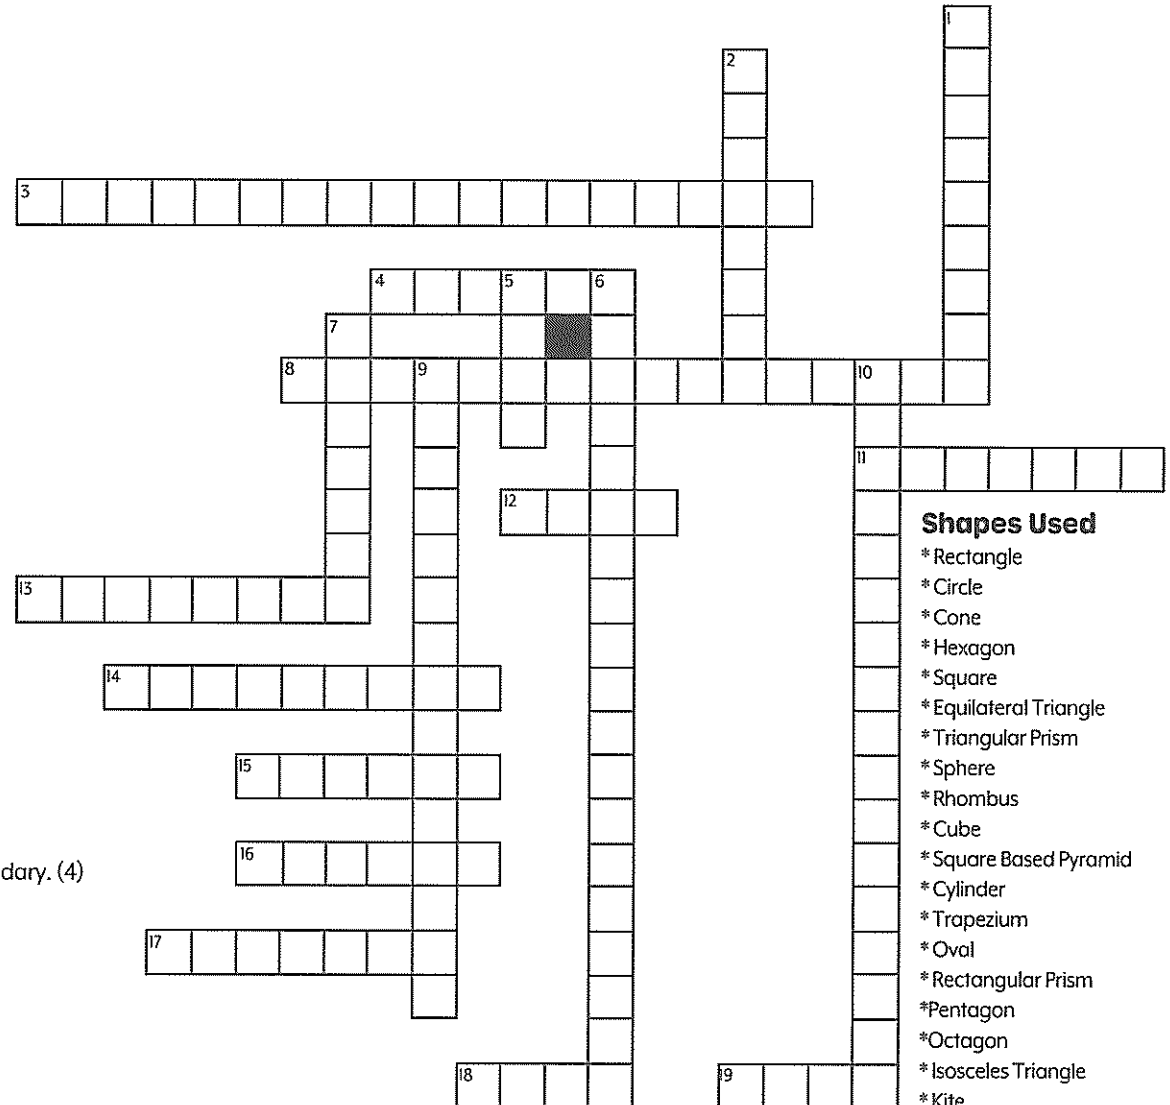 1
2
3
4 5 6
7
8 9 10
11
12
Shapes Used
* Rectangle
* Circle
* Cone
13
* Hexagon
* Square
14
* Equilateral Triangle
* Triangular Prism
15
* Sphere
* Rhombus
* Cube
16
* Square Based Pyramid
dary. (4)
* Cylinder
* Trapezium
17
* Oval
* Rectangular Prism
*Pentagon
*Octagon
18 19
* Isosceles Triangle
* Kite